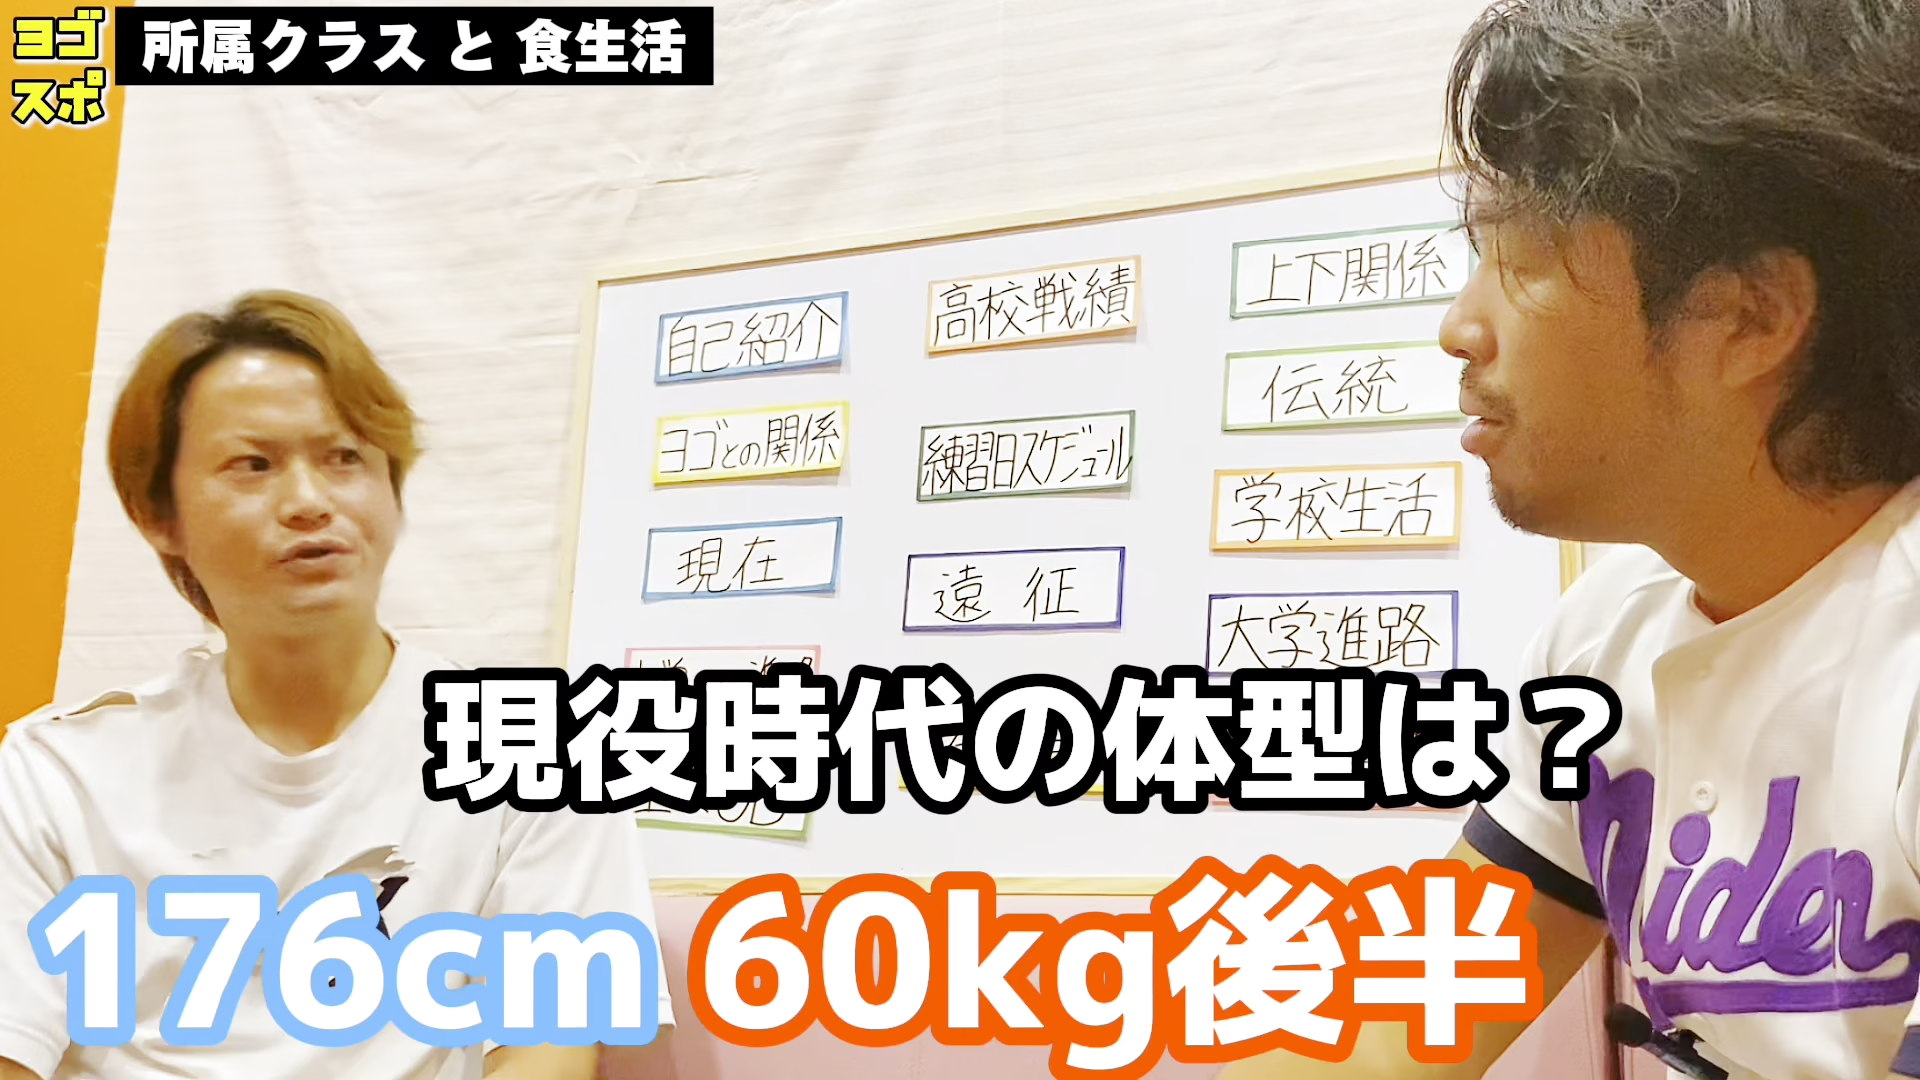 ヨゴ
スポ
所属クラス と 食生活
自己紹介
高校戦績
上下関係
ヨゴとの関係
練習日スケジュール
伝統
現在
遠 征
学校生活
大学進路
現役時代の体型は？
176cm 60kg後半